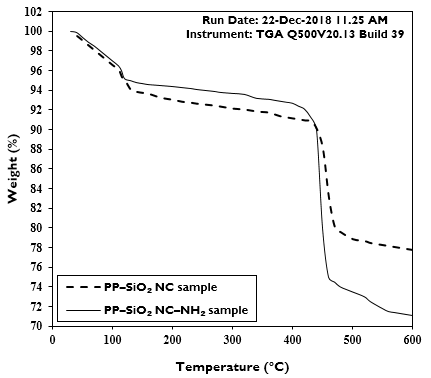 Run Date: 22-Dec-2018 11.25 AM
Instrument: TGA Q500V20.13 Build 39
102
100
98
96
94
92
90
88
86
84
82
80
78
76
74
72
70
Weight (%)
PP–SiO₂ NC sample
PP–SiO₂ NC–NH₂ sample
0 100 200 300 400 500 600
Temperature (°C)